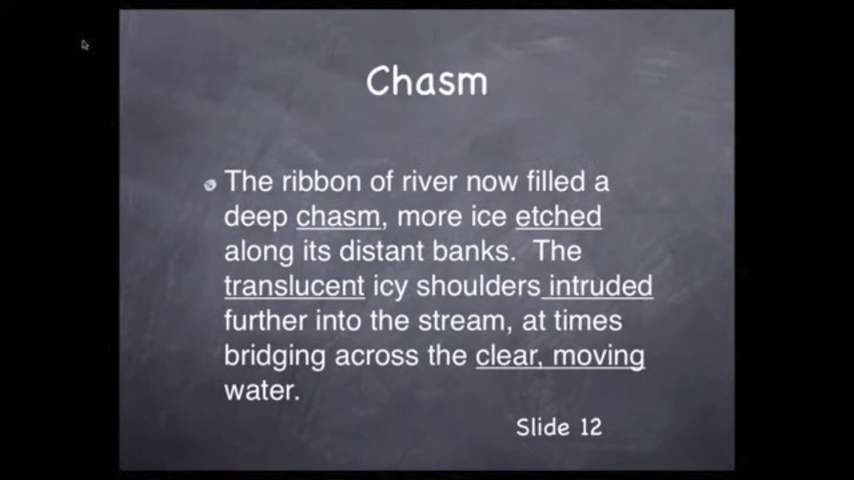 Chasm
The ribbon of river now filled a
deep chasm, more ice etched
along its distant banks.  The
translucent icy shoulders intruded
further into the stream, at times
bridging across the clear, moving
water.
Slide 12